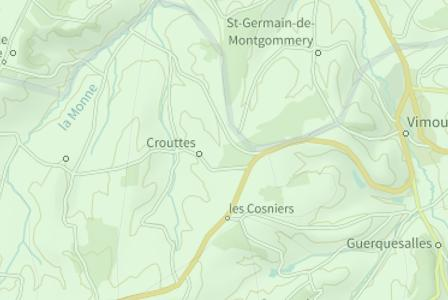 St-Germain-de-
Montgommery
la Monne
Vimou
Crouttes
les Cosniers
Guerquesalles